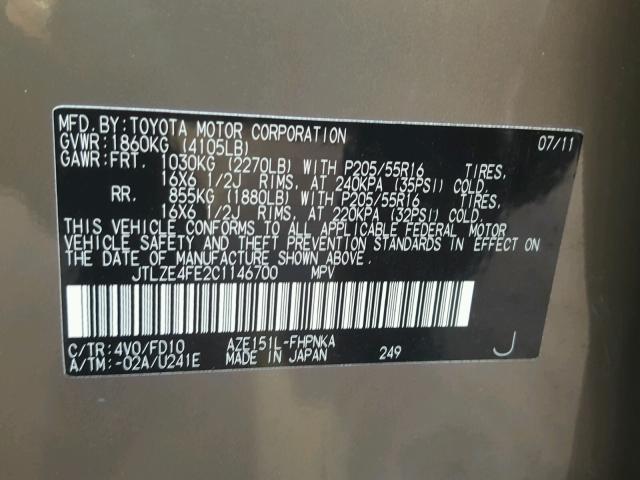 MFD.BY:TOYOTA MOTOR CORPORATION 07/11
GVWR:1860KG (4105LB)
GAWR:FRT. 1030KG (2270LB) WITH P205/55R16 TIRES,
16X6 1/2J RIMS, AT 240KPA (35PSI) COLD.
RR. 855KG (1880LB) WITH P205/55R16 TIRES,
16X6 1/2J RIMS, AT 220KPA (32PSI) COLD.
THIS VEHICLE CONFORMS TO ALL APPLICABLE FEDERAL MOTOR
VEHICLE SAFETY AND THEFT PREVENTION STANDARDS IN EFFECT ON
THE DATE OF MANUFACTURE SHOWN ABOVE.
JTLZE4FE2C1146700 MPV
C/TR:4V0/FD10 AZE151L-FHPNKA
A/TM:-02A/U241E MADE IN JAPAN 249 J